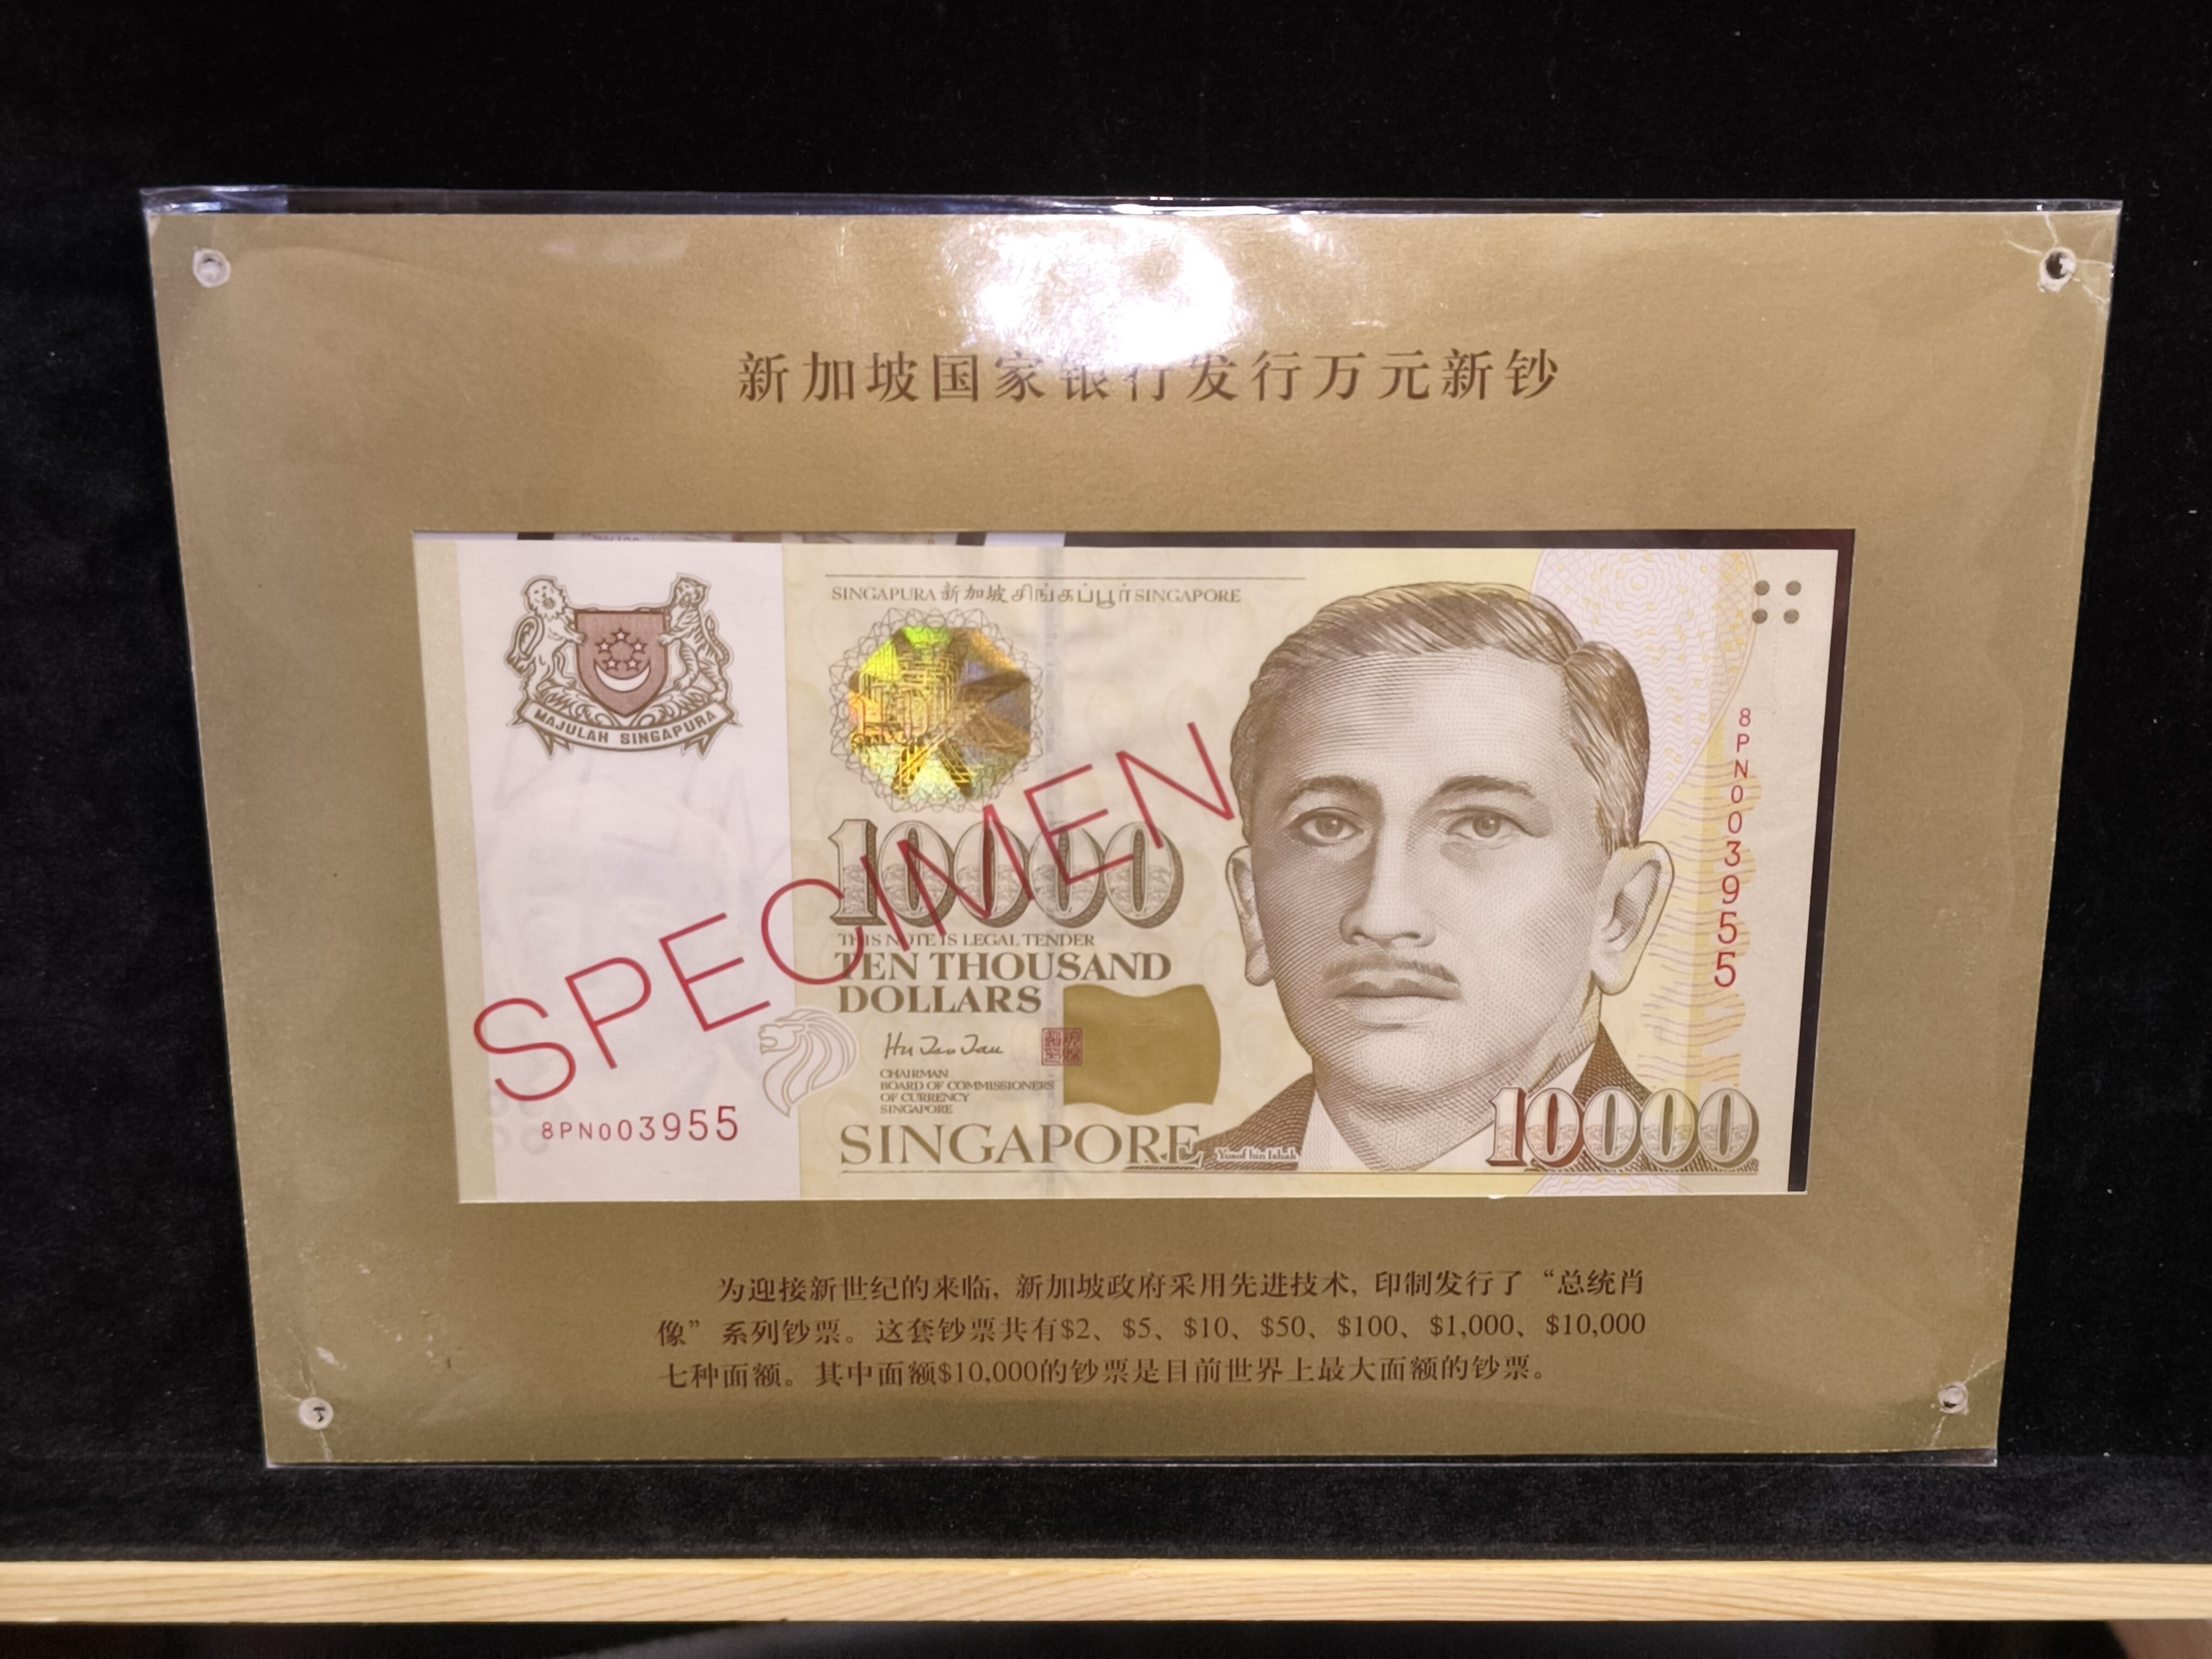 新加坡国家银行发行万元新钞
MAJULAH SINGAPURA
SINGAPURA 新加坡 சிங்கப்பூர் SINGAPORE
8PN003955
10000
SPECIMEN
THIS NOTE IS LEGAL TENDER
TEN THOUSAND
DOLLARS
Hu Tsu Tau
CHAIRMAN
BOARD OF COMMISSIONERS
OF CURRENCY
SINGAPORE
8PN003955
SINGAPORE
Yusof bin Ishak
10000
为迎接新世纪的来临, 新加坡政府采用先进技术, 印制发行了“总统肖
像”系列钞票。这套钞票共有$2、$5、$10、$50、$100、$1,000、$10,000
七种面额。其中面额$10,000的钞票是目前世界上最大面额的钞票。